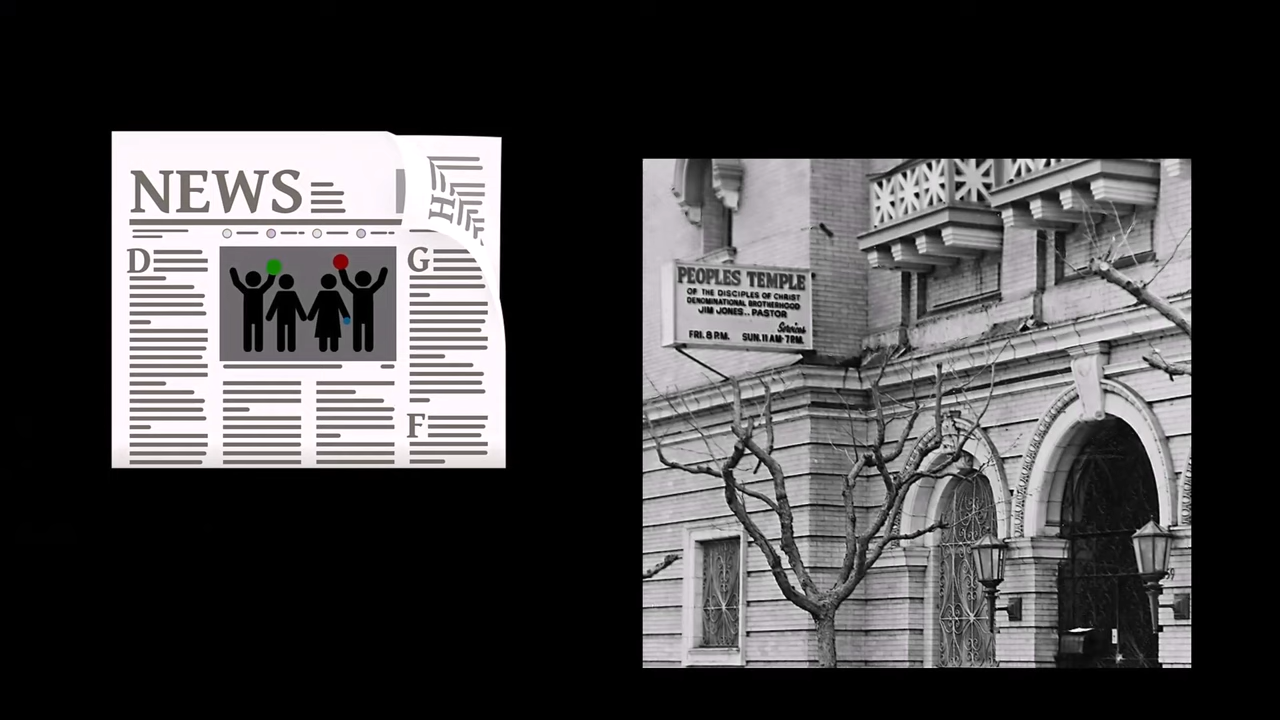 NEWS
H
D
G
F
PEOPLES TEMPLE
OF THE DISCIPLES OF CHRIST
DENOMINATIONAL BROTHERHOOD
JIM JONES.. PASTOR
Services
FRI. 8 P.M. SUN. 11 AM-7P.M.